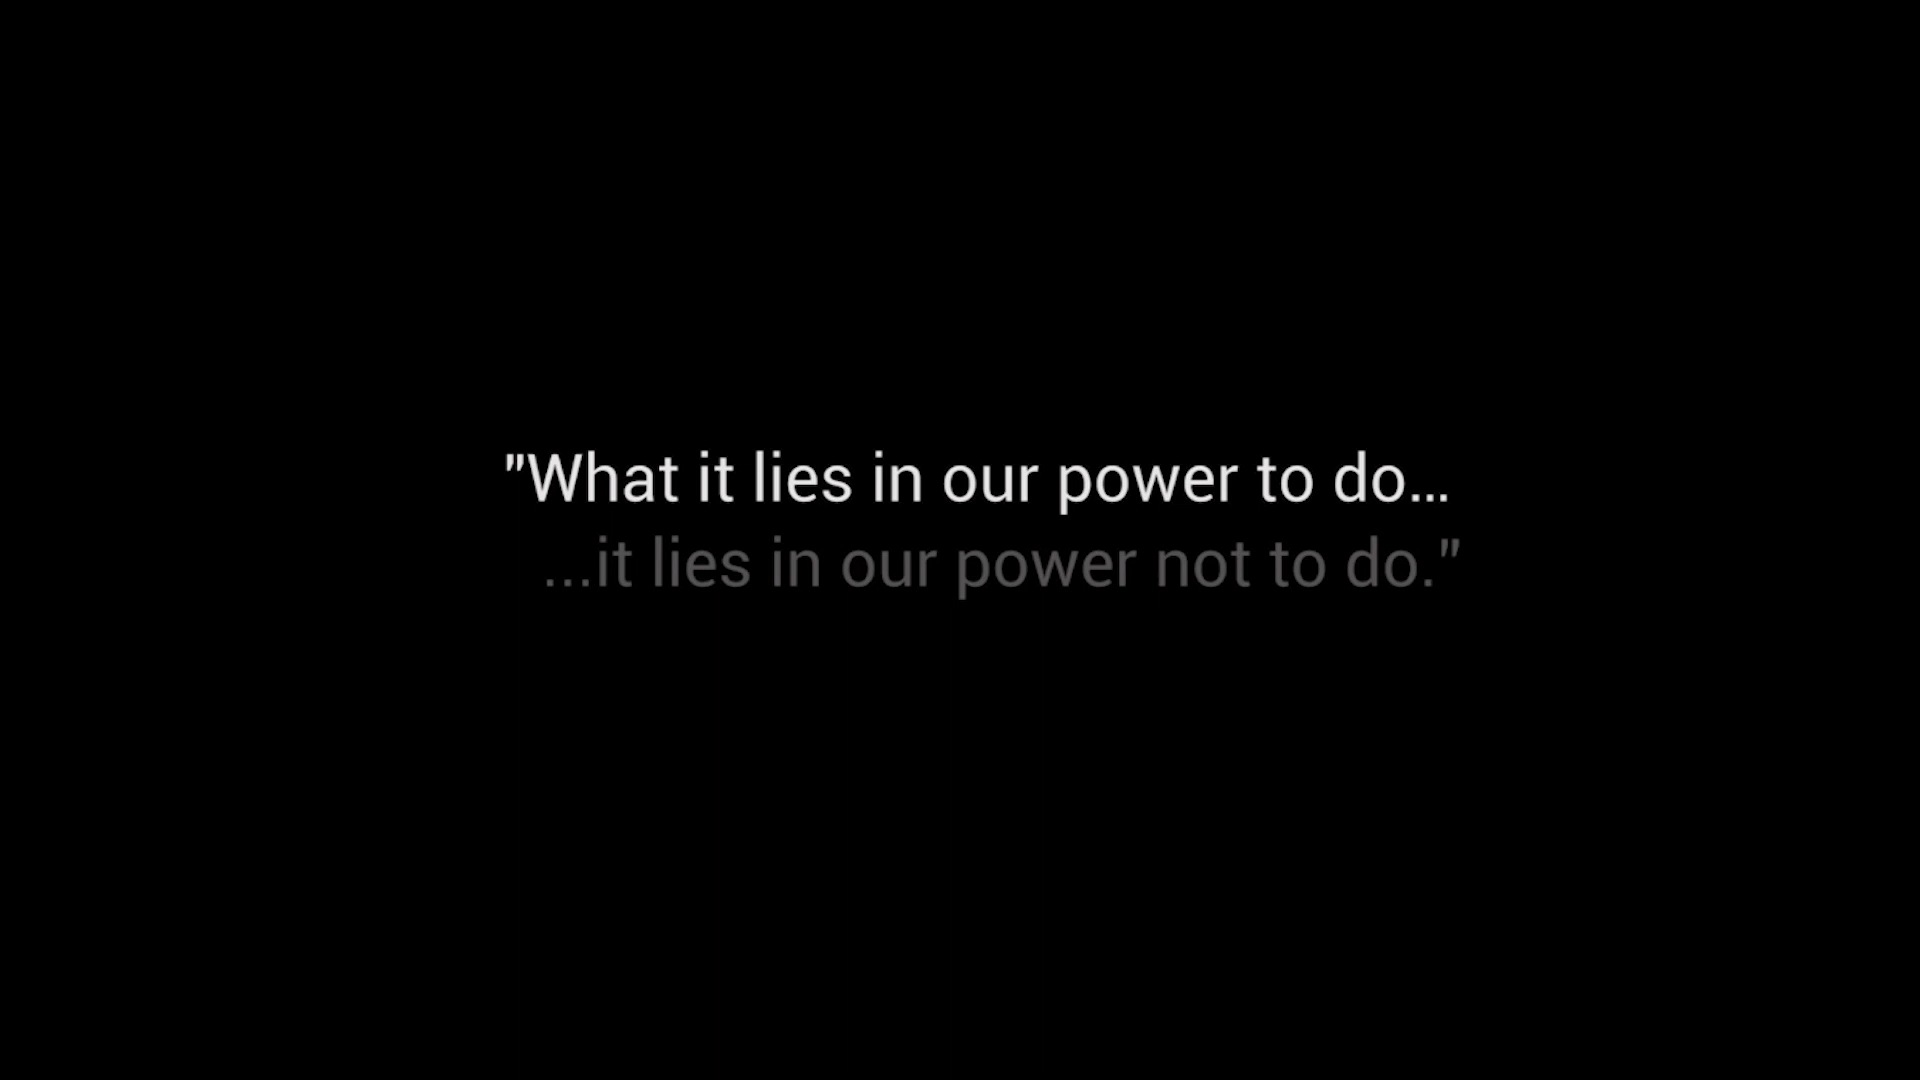 "What it lies in our power to do...
...it lies in our power not to do."